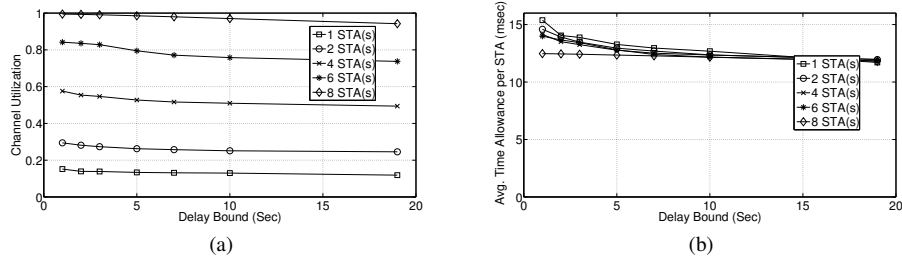 1
0.8
0.6
0.4
0.2
0
Channel Utilization
1 STA(s)
2 STA(s)
4 STA(s)
6 STA(s)
8 STA(s)
0
5
10
15
20
Delay Bound (Sec)
(a)
15
10
5
0
Avg. Time Allowance per STA (msec)
1 STA(s)
2 STA(s)
4 STA(s)
6 STA(s)
8 STA(s)
0
5
10
15
20
Delay Bound (Sec)
(b)